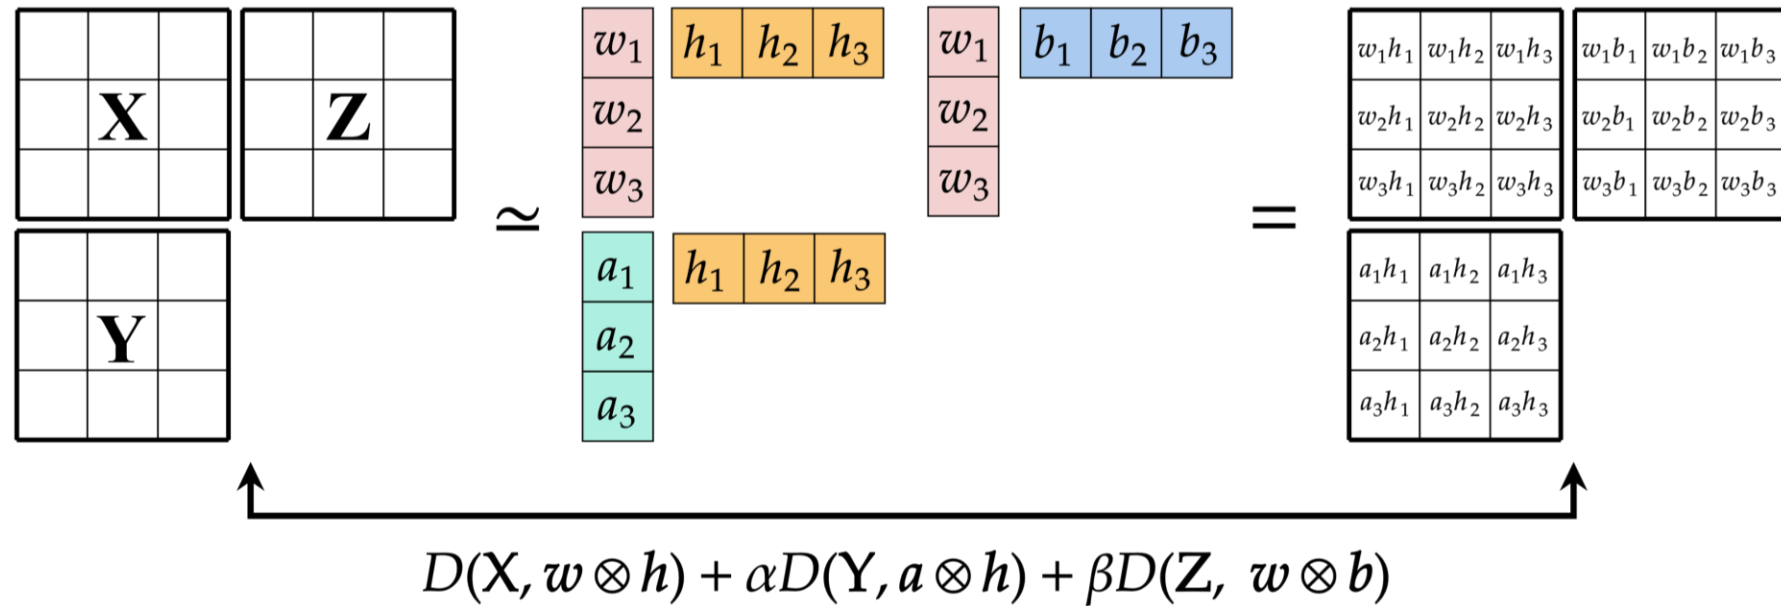 X Z ≃ w₁ h₁ h₂ h₃ w₁ b₁ b₂ b₃ = w₁h₁ w₁h₂ w₁h₃ w₁b₁ w₁b₂ w₁b₃
w₂ w₂ w₂h₁ w₂h₂ w₂h₃ w₂b₁ w₂b₂ w₂b₃
w₃ w₃ w₃h₁ w₃h₂ w₃h₃ w₃b₁ w₃b₂ w₃b₃
Y a₁ h₁ h₂ h₃ a₁h₁ a₁h₂ a₁h₃
a₂ a₂h₁ a₂h₂ a₂h₃
a₃ a₃h₁ a₃h₂ a₃h₃
D(X, w ⊗ h) + αD(Y, a ⊗ h) + βD(Z, w ⊗ b)